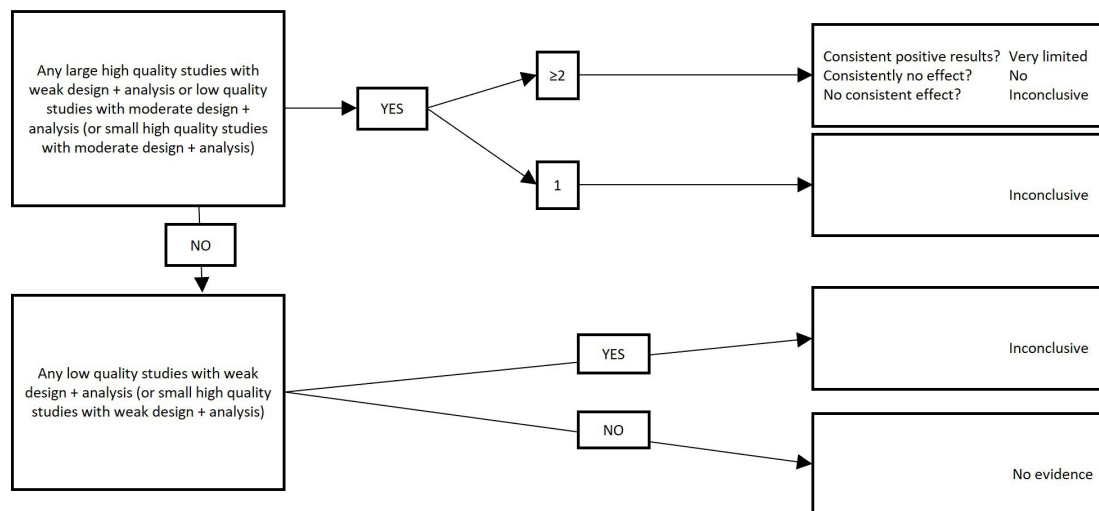 Any large high quality studies with
weak design + analysis or low quality
studies with moderate design +
analysis (or small high quality studies
with moderate design + analysis)
YES
≥2
Consistent positive results? Very limited
Consistently no effect? No
No consistent effect? Inconclusive
1
Inconclusive
NO
Any low quality studies with weak
design + analysis (or small high quality
studies with weak design + analysis)
YES
Inconclusive
NO
No evidence